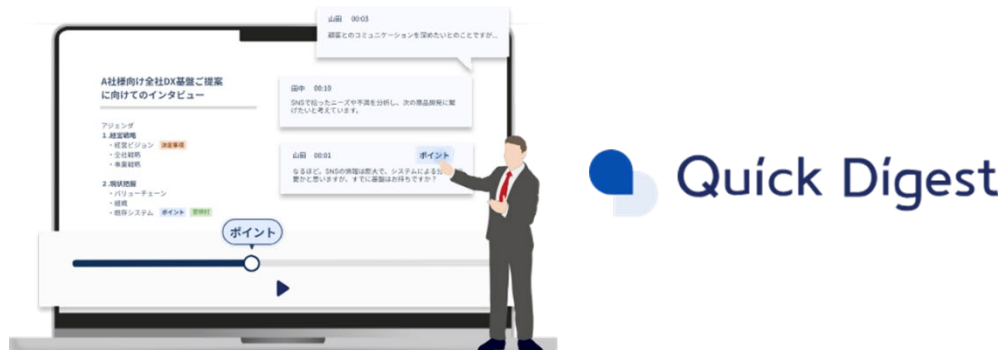 山田 00:03
顧客とのコミュニケーションを深めたいとのことですが...
A社様向け全社DX基盤ご提案
に向けてのインタビュー
アジェンダ
1.経営戦略
・経営ビジョン 決定事項
・全社戦略
・事業戦略
2.現状把握
・バリューチェーン
・組織
・既存システム ポイント 要検討
田中 00:10
SNSで拾ったニーズや不満を分析し、次の商品開発に繋
げたいと考えています。
山田 00:01 ポイント
なるほど。SNSの情報は膨大で、システムによる分
要かと思いますが、すでに基盤はお持ちですか?
ポイント
Quick Digest